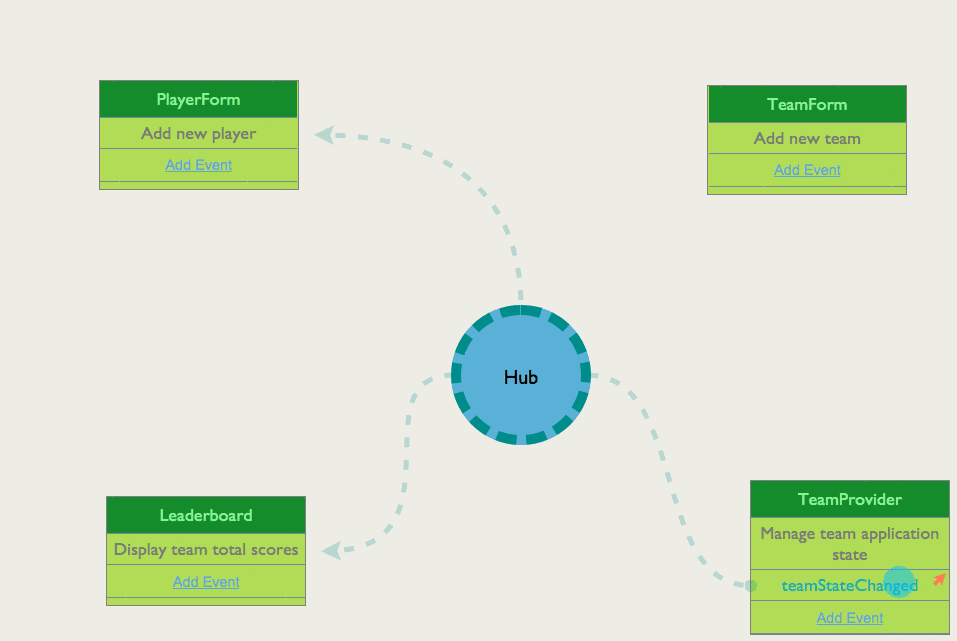 PlayerForm
Add new player
Add Event
TeamForm
Add new team
Add Event
Hub
Leaderboard
Display team total scores
Add Event
TeamProvider
Manage team application
state
teamStateChanged
Add Event